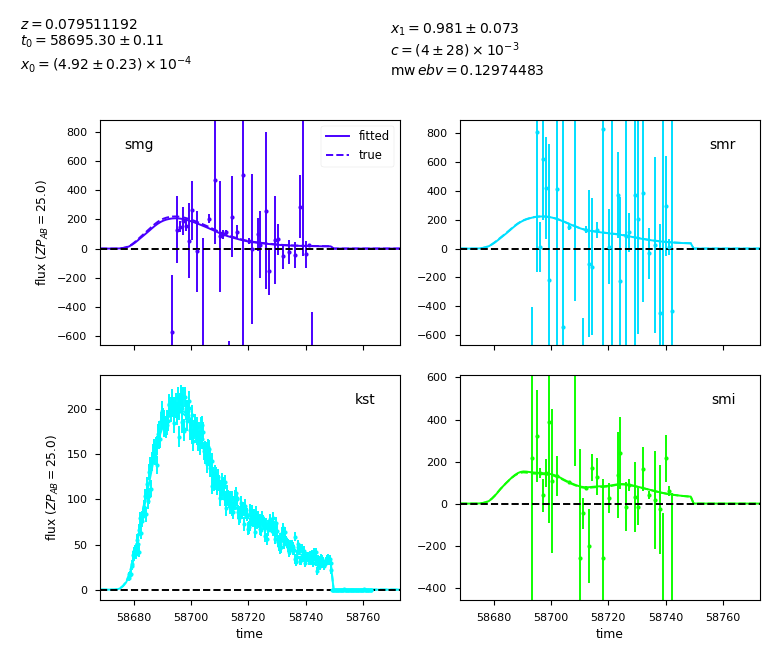 z = 0.079511192
t₀ = 58695.30 ± 0.11
x₀ = (4.92 ± 0.23) × 10⁻⁴
x₁ = 0.981 ± 0.073
c = (4 ± 28) × 10⁻³
mw ebv = 0.12974483
smg
fitted
true
800
600
400
200
0
−200
−400
−600
flux (ZP_AB = 25.0)
smr
800
600
400
200
0
−200
−400
−600
kst
200
150
100
50
0
flux (ZP_AB = 25.0)
58680 58700 58720 58740 58760
time
smi
600
400
200
0
−200
−400
58680 58700 58720 58740 58760
time